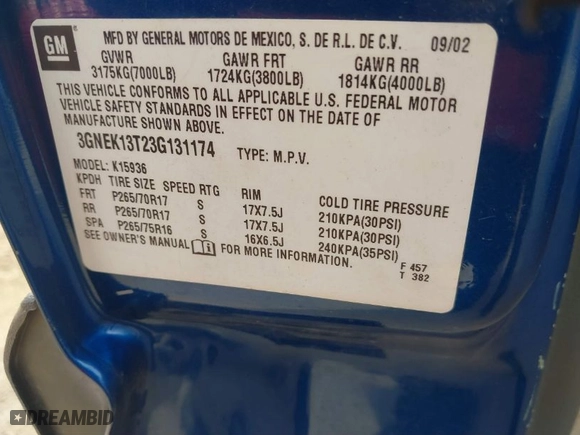 GM
MFD BY GENERAL MOTORS DE MEXICO, S. DE R.L. DE C.V. 09/02
GVWR GAWR FRT GAWR RR
3175KG(7000LB) 1724KG(3800LB) 1814KG(4000LB)
THIS VEHICLE CONFORMS TO ALL APPLICABLE U.S. FEDERAL MOTOR
VEHICLE SAFETY STANDARDS IN EFFECT ON THE DATE OF
MANUFACTURE SHOWN ABOVE.
3GNEK13T23G131174 TYPE: M.P.V.
MODEL: K15936
KPDH TIRE SIZE SPEED RTG RIM COLD TIRE PRESSURE
FRT P265/70R17 S 17X7.5J 210KPA(30PSI)
RR P265/70R17 S 17X7.5J 210KPA(30PSI)
SPA P265/75R16 S 16X6.5J 240KPA(35PSI)
SEE OWNER'S MANUAL FOR MORE INFORMATION.
F 457
T 382
DREAMBID